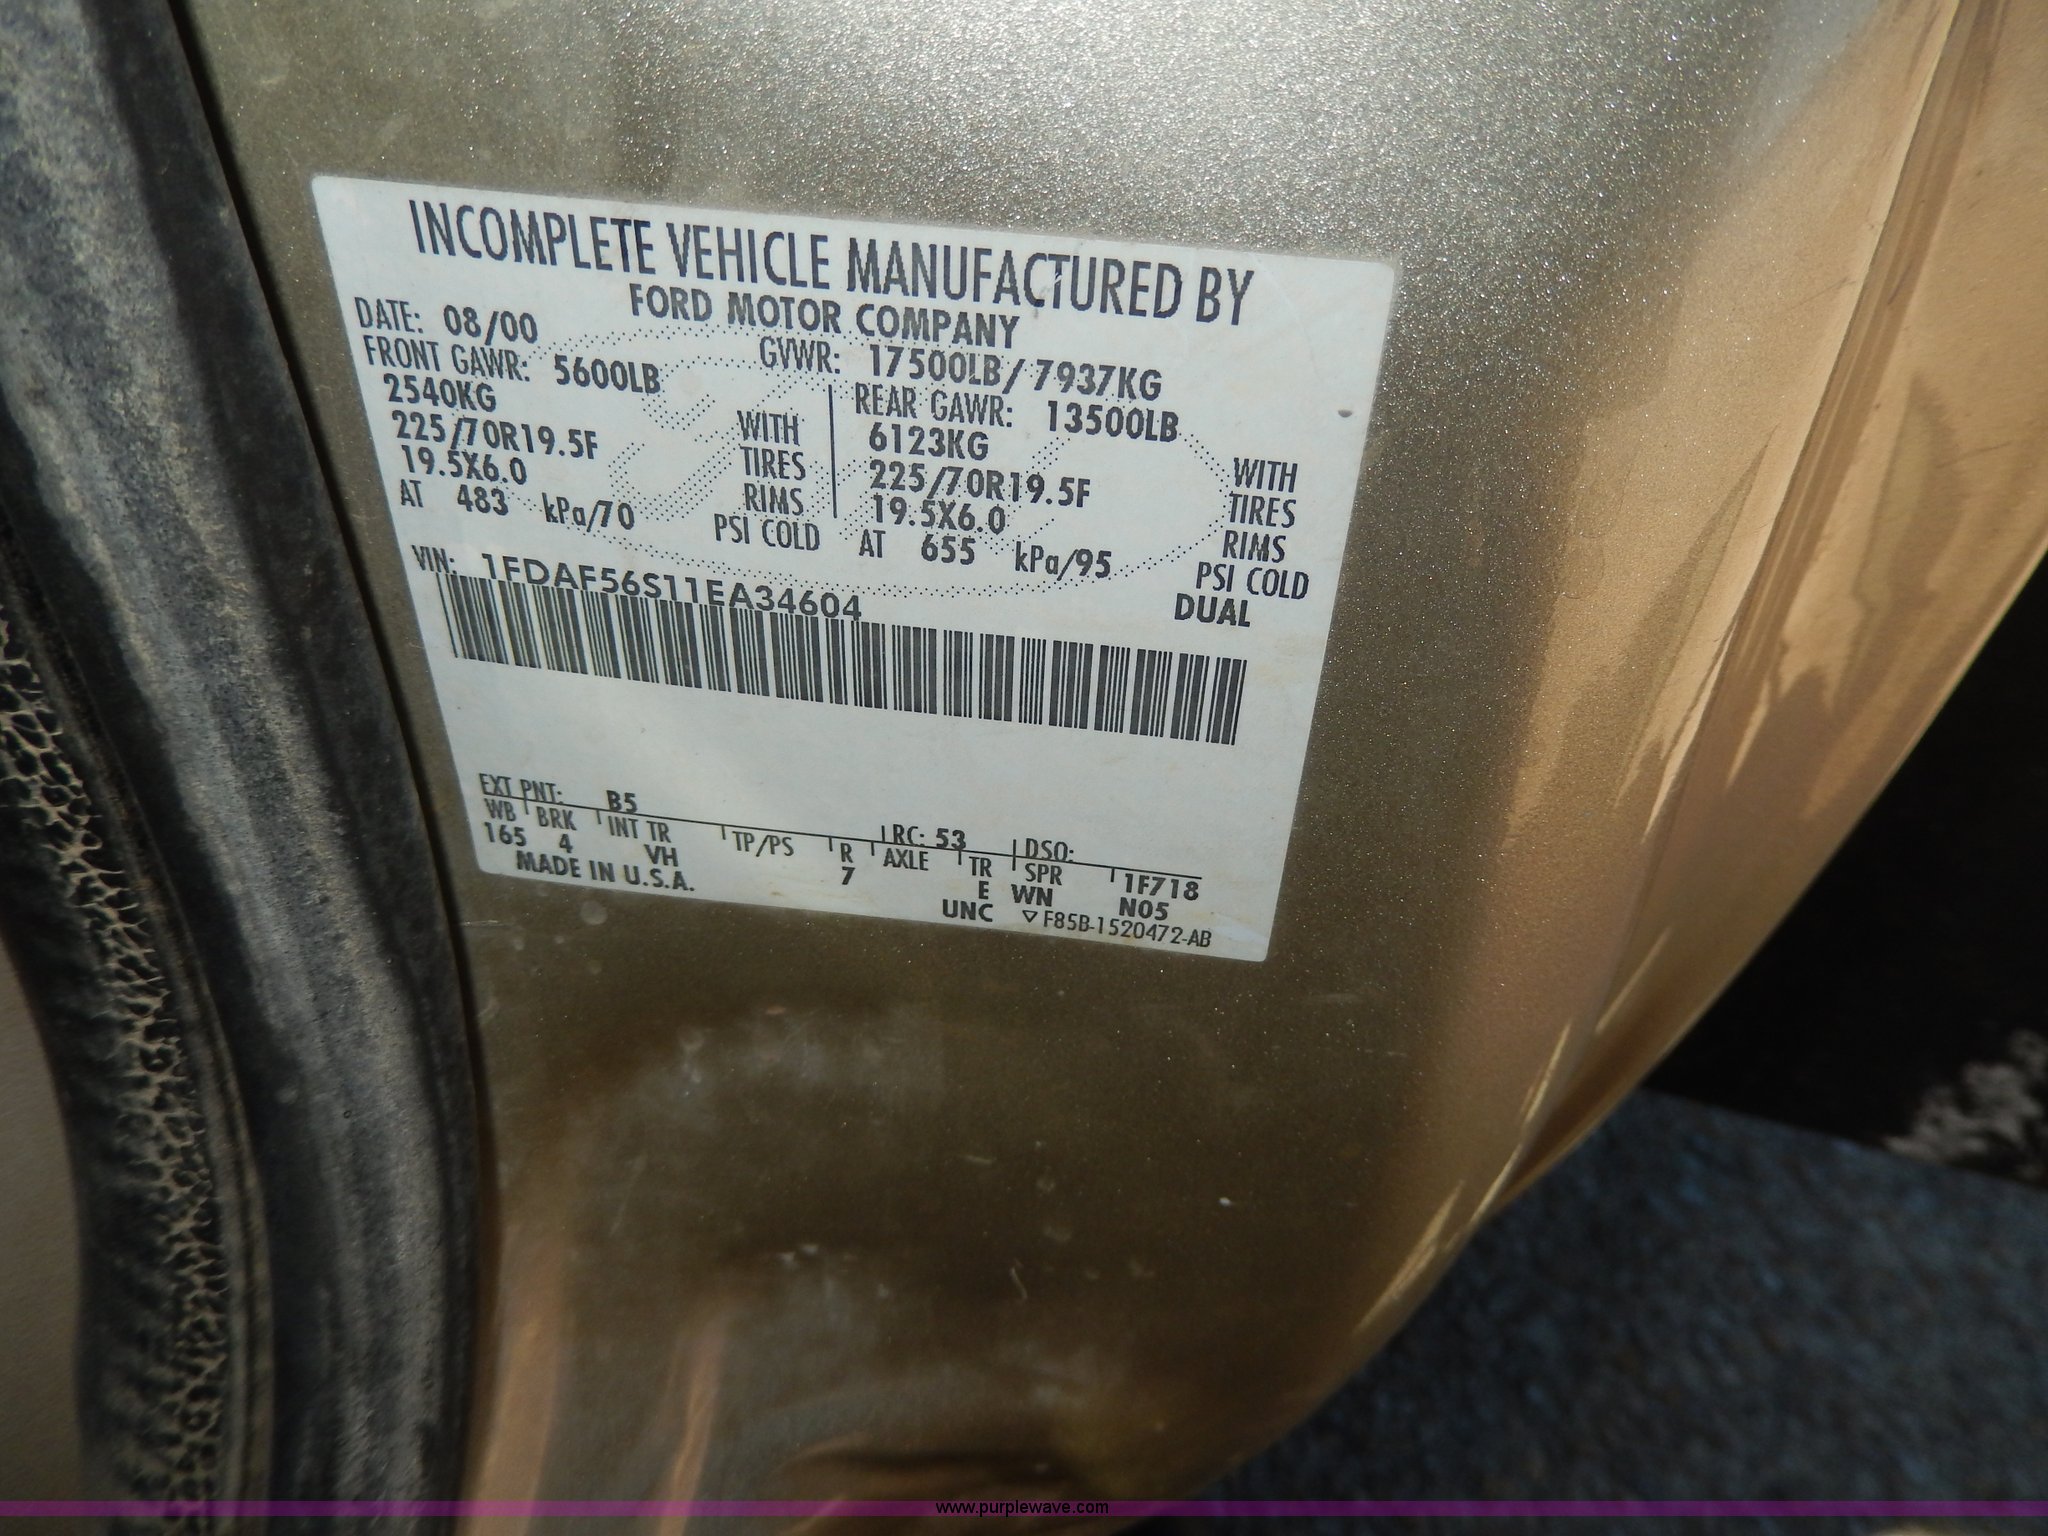 INCOMPLETE VEHICLE MANUFACTURED BY
FORD MOTOR COMPANY
DATE: 08/00 GVWR: 17500LB/7937KG
FRONT GAWR: 5600LB REAR GAWR: 13500LB
2540KG WITH 6123KG WITH
225/70R19.5F TIRES 225/70R19.5F TIRES
19.5X6.0 RIMS 19.5X6.0 RIMS
AT 483 kPa/70 PSI COLD AT 655 kPa/95 PSI COLD
DUAL
VIN: 1FDAF56S11EA34604
EXT PNT: B5 RC: 53 DSO:
WB BRK INT TR TP/PS R AXLE TR SPR 1F718
165 4 VH 7 E WN N05
MADE IN U.S.A. UNC ▽F85B-1520472-AB
www.purplewave.com